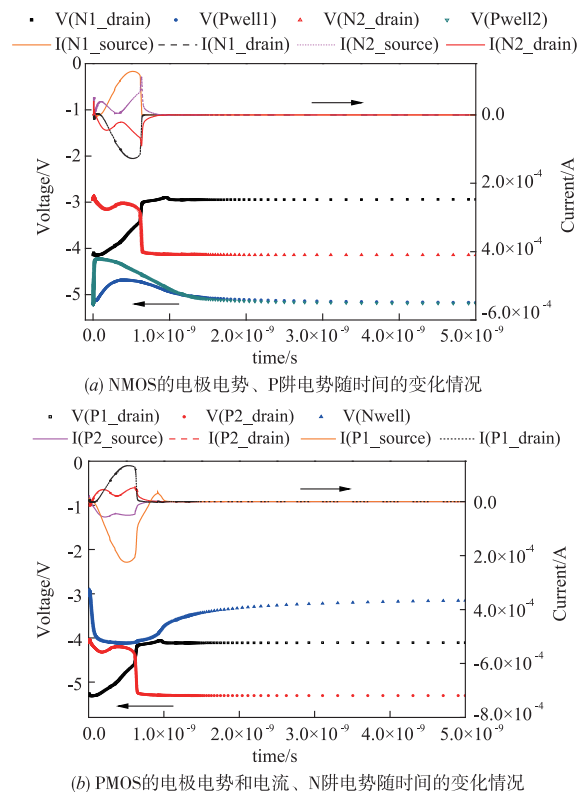 V(N1_drain) V(Pwell1) V(N2_drain) V(Pwell2)
I(N1_source) I(N1_drain) I(N2_source) I(N2_drain)
0
-1
-2
-3
-4
-5
Voltage/V
0.0
2.0×10⁻⁴
4.0×10⁻⁴
-6.0×10⁻⁴
Current/A
0.0 1.0×10⁻⁹ 2.0×10⁻⁹ 3.0×10⁻⁹ 4.0×10⁻⁹ 5.0×10⁻⁹
time/s
(a) NMOS的电极电势、P阱电势随时间的变化情况
V(P1_drain) V(P2_drain) V(Nwell)
I(P2_source) I(P2_drain) I(P1_source) I(P1_drain)
0
-1
-2
-3
-4
-5
Voltage/V
0.0
2.0×10⁻⁴
4.0×10⁻⁴
-6.0×10⁻⁴
-8.0×10⁻⁴
Current/A
0.0 1.0×10⁻⁹ 2.0×10⁻⁹ 3.0×10⁻⁹ 4.0×10⁻⁹ 5.0×10⁻⁹
time/s
(b) PMOS的电极电势和电流、N阱电势随时间的变化情况